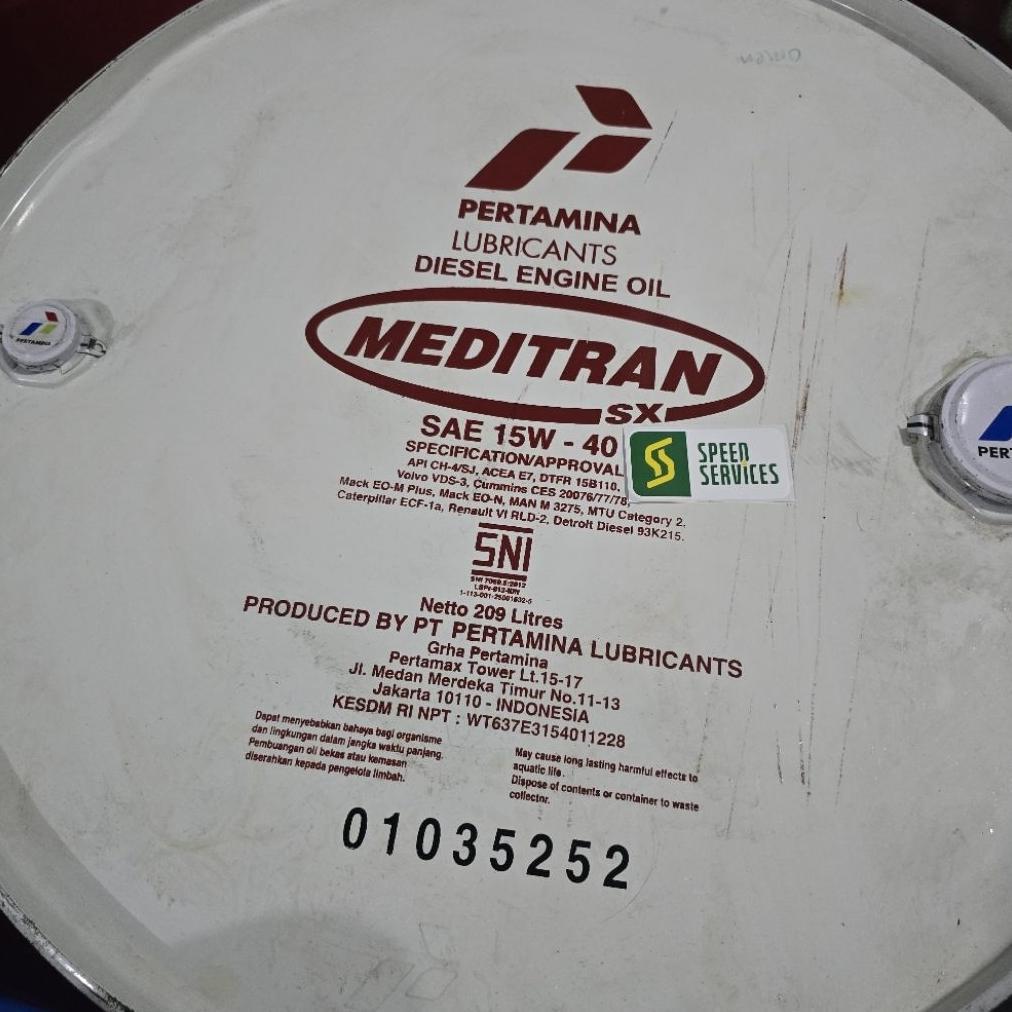 PERTAMINA
LUBRICANTS
DIESEL ENGINE OIL
MEDITRAN
SX
SAE 15W - 40
SPECIFICATION/APPROVAL
API CH-4/SJ, ACEA E7, DTFR 15B110,
Volvo VDS-3, Cummins CES 20076/77/78,
Mack EO-M Plus, Mack EO-N, MAN M 3275, MTU Category 2,
Caterpillar ECF-1a, Renault VI RLD-2, Detroit Diesel 93K215.
SPEED
SERVICES
SNI
SNI 7069.5:2012
Netto 209 Litres
PRODUCED BY PT PERTAMINA LUBRICANTS
Grha Pertamina
Pertamax Tower Lt.15-17
Jl. Medan Merdeka Timur No.11-13
Jakarta 10110 - INDONESIA
KESDM RI NPT : WT637E3154011228
Dapat menyebabkan bahaya bagi organisme
dan lingkungan dalam jangka waktu panjang.
Pembuangan oli bekas atau kemasan
diserahkan kepada pengelola limbah.
May cause long lasting harmful effects to
aquatic life.
Dispose of contents or container to waste
collector.
01035252
PERTAMINA
PER